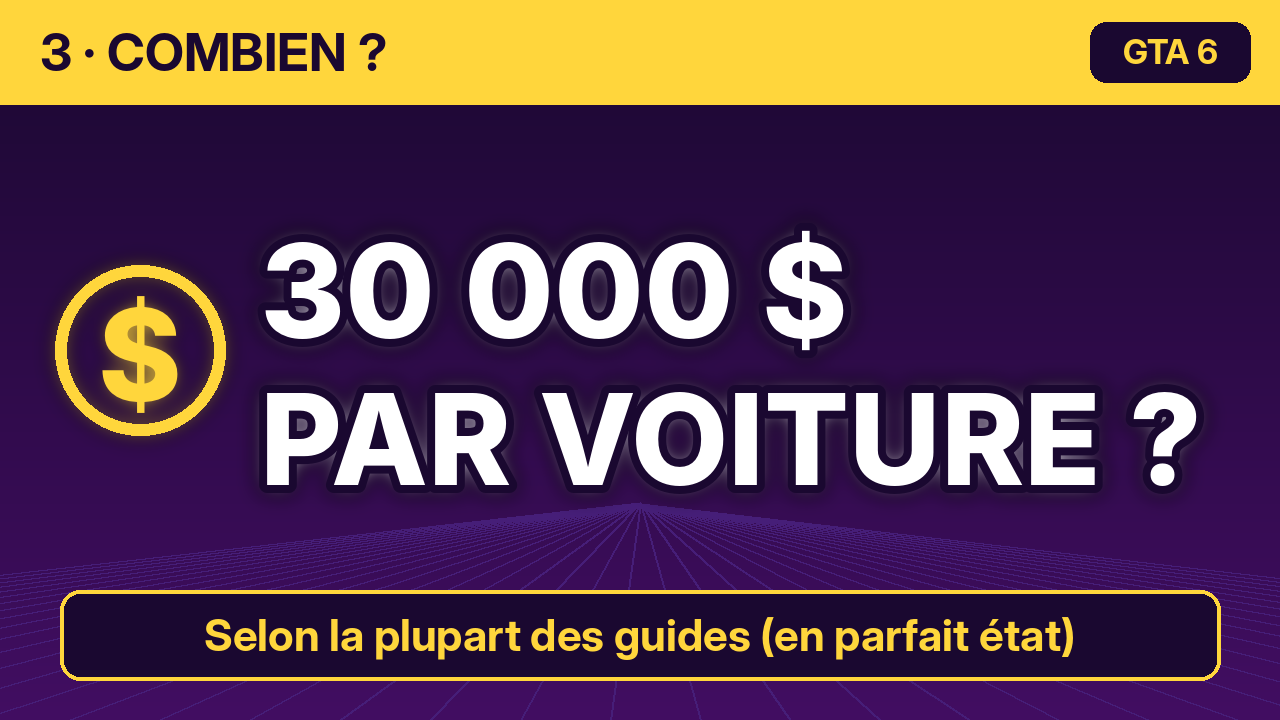 3 · COMBIEN ?
GTA 6
$
30 000 $
PAR VOITURE ?
Selon la plupart des guides (en parfait état)